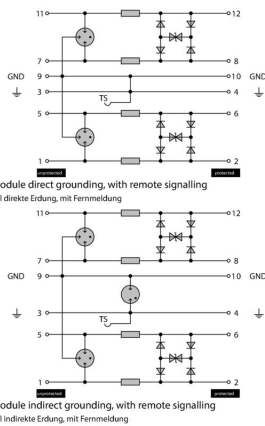 11 12
7 8
GND 9 10 GND
3 4
TS
5 6
1 2
unprotected protected
odule direct grounding, with remote signalling
l direkte Erdung, mit Fernmeldung
11 12
7 8
GND 9 10 GND
TS
3 4
5 6
1 2
unprotected protected
odule indirect grounding, with remote signalling
l indirekte Erdung, mit Fernmeldung